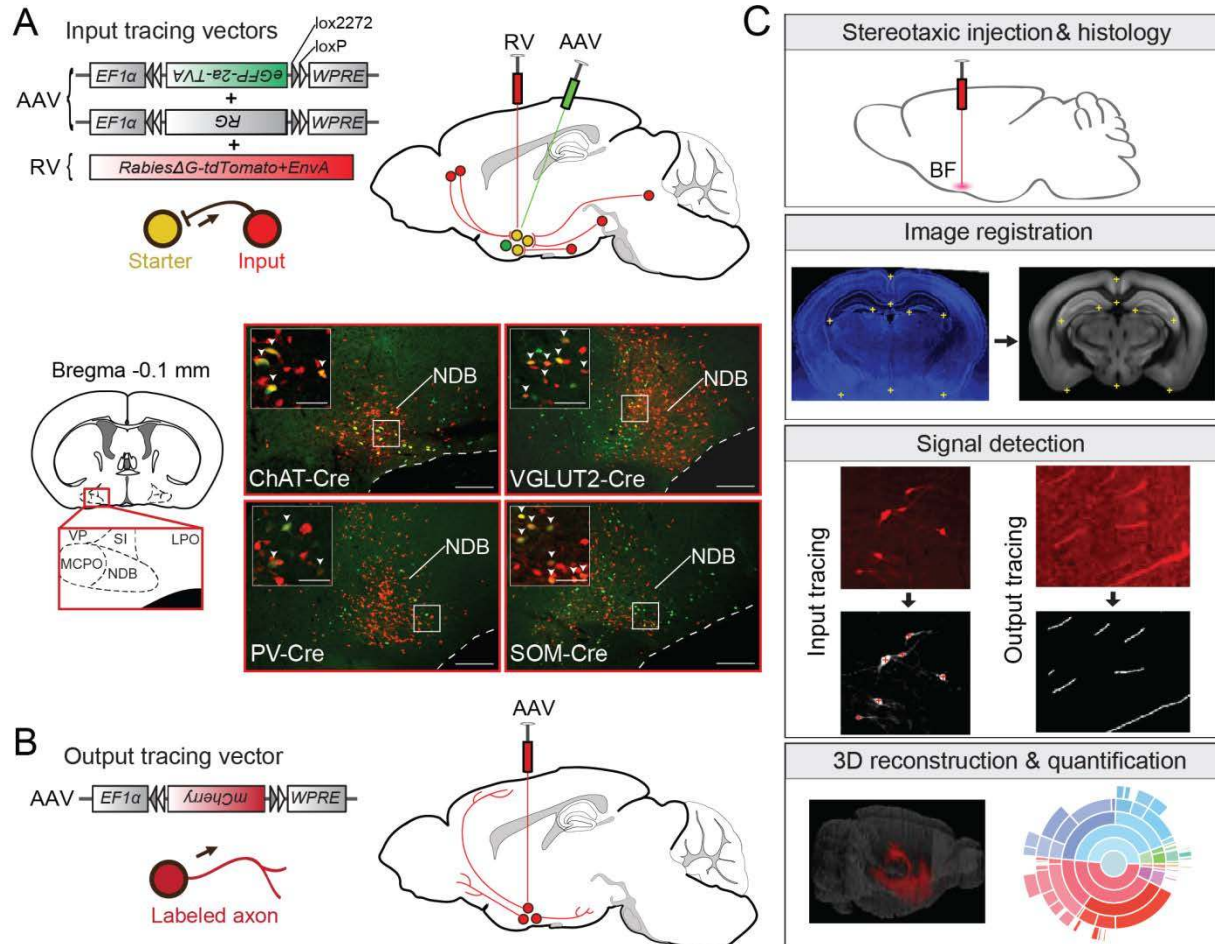 A
Input tracing vectors
lox2272
loxP
AAV
EF1α
eGFP-2a-TVA
WPRE
+
EF1α
RG
WPRE
+
RV
RabiesΔG-tdTomato+EnvA
Starter
Input
RV
AAV
Bregma -0.1 mm
VP
SI
LPO
MCPO
NDB
NDB
ChAT-Cre
NDB
VGLUT2-Cre
NDB
PV-Cre
NDB
SOM-Cre
B
Output tracing vector
AAV
EF1α
mCherry
WPRE
Labeled axon
AAV
C
Stereotaxic injection & histology
BF
Image registration
Signal detection
Input tracing
Output tracing
3D reconstruction & quantification